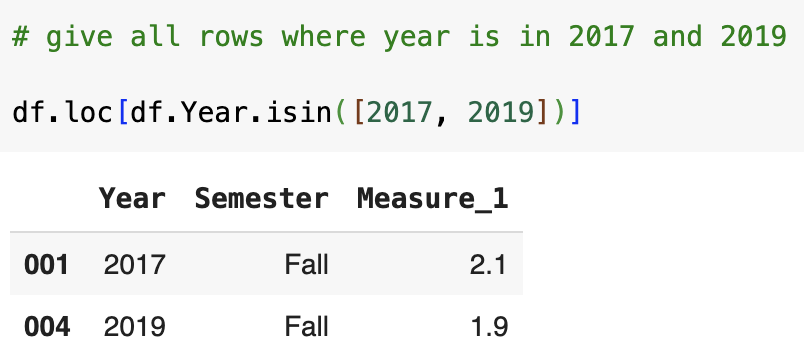 # give all rows where year is in 2017 and 2019
df.loc[df.Year.isin([2017, 2019])]
Year Semester Measure_1
001 2017 Fall 2.1
004 2019 Fall 1.9